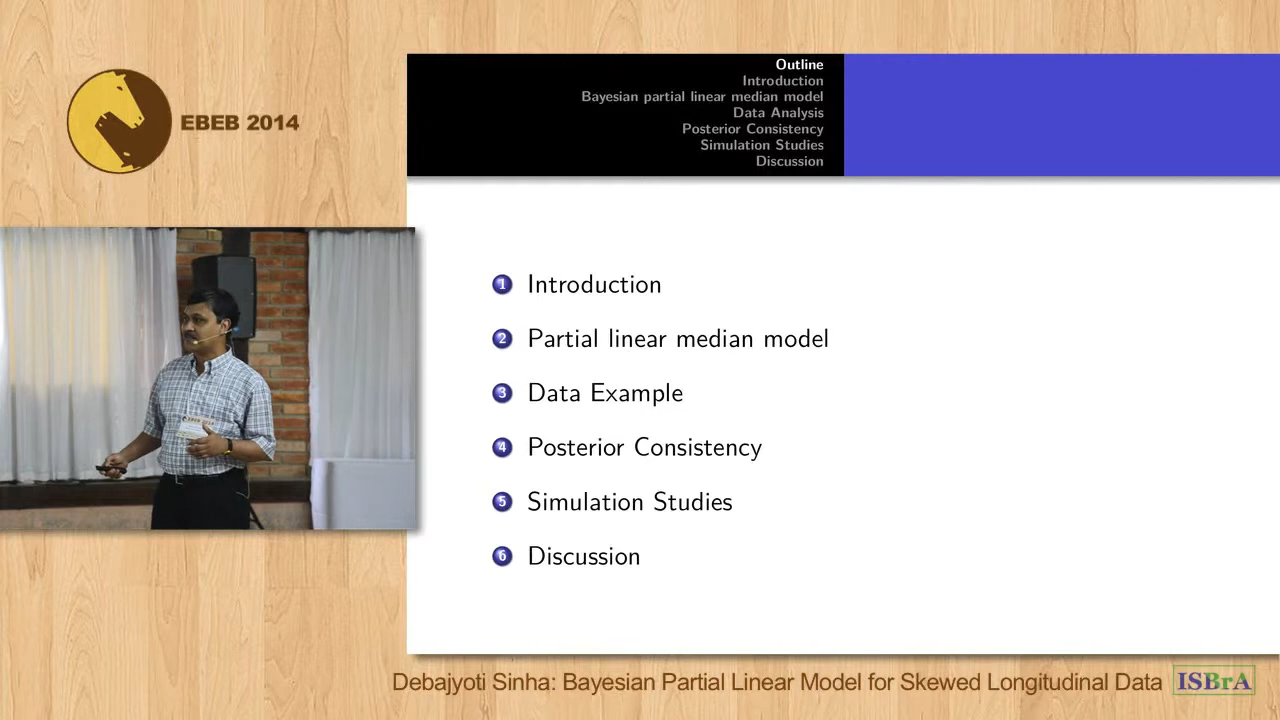 EBEB 2014
Outline
Introduction
Bayesian partial linear median model
Data Analysis
Posterior Consistency
Simulation Studies
Discussion
1 Introduction
2 Partial linear median model
3 Data Example
4 Posterior Consistency
5 Simulation Studies
6 Discussion
Debajyoti Sinha: Bayesian Partial Linear Model for Skewed Longitudinal Data
ISBrA